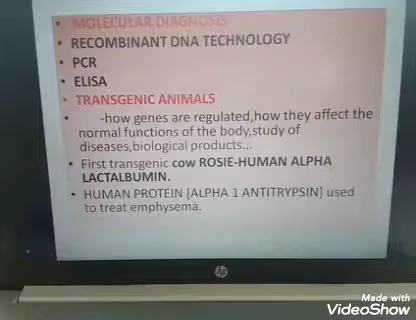 • MOLECULAR DIAGNOSIS
• RECOMBINANT DNA TECHNOLOGY
• PCR
• ELISA
• TRANSGENIC ANIMALS
• -how genes are regulated,how they affect the
normal functions of the body,study of
diseases,biological products...
• First transgenic cow ROSIE-HUMAN ALPHA
LACTALBUMIN.
• HUMAN PROTEIN [ALPHA 1 ANTITRYPSIN] used
to treat emphysema.
hp
Made with
VideoShow